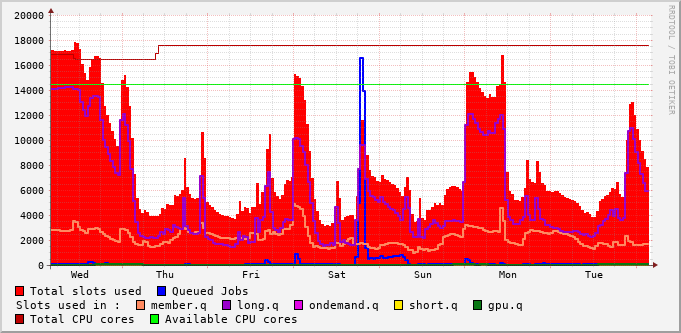 20000
18000
16000
14000
12000
10000
8000
6000
4000
2000
0
Wed Thu Fri Sat Sun Mon Tue
RRDTOOL / TOBI OETIKER
Total slots used Queued Jobs
Slots used in : member.q long.q ondemand.q short.q gpu.q
Total CPU cores Available CPU cores